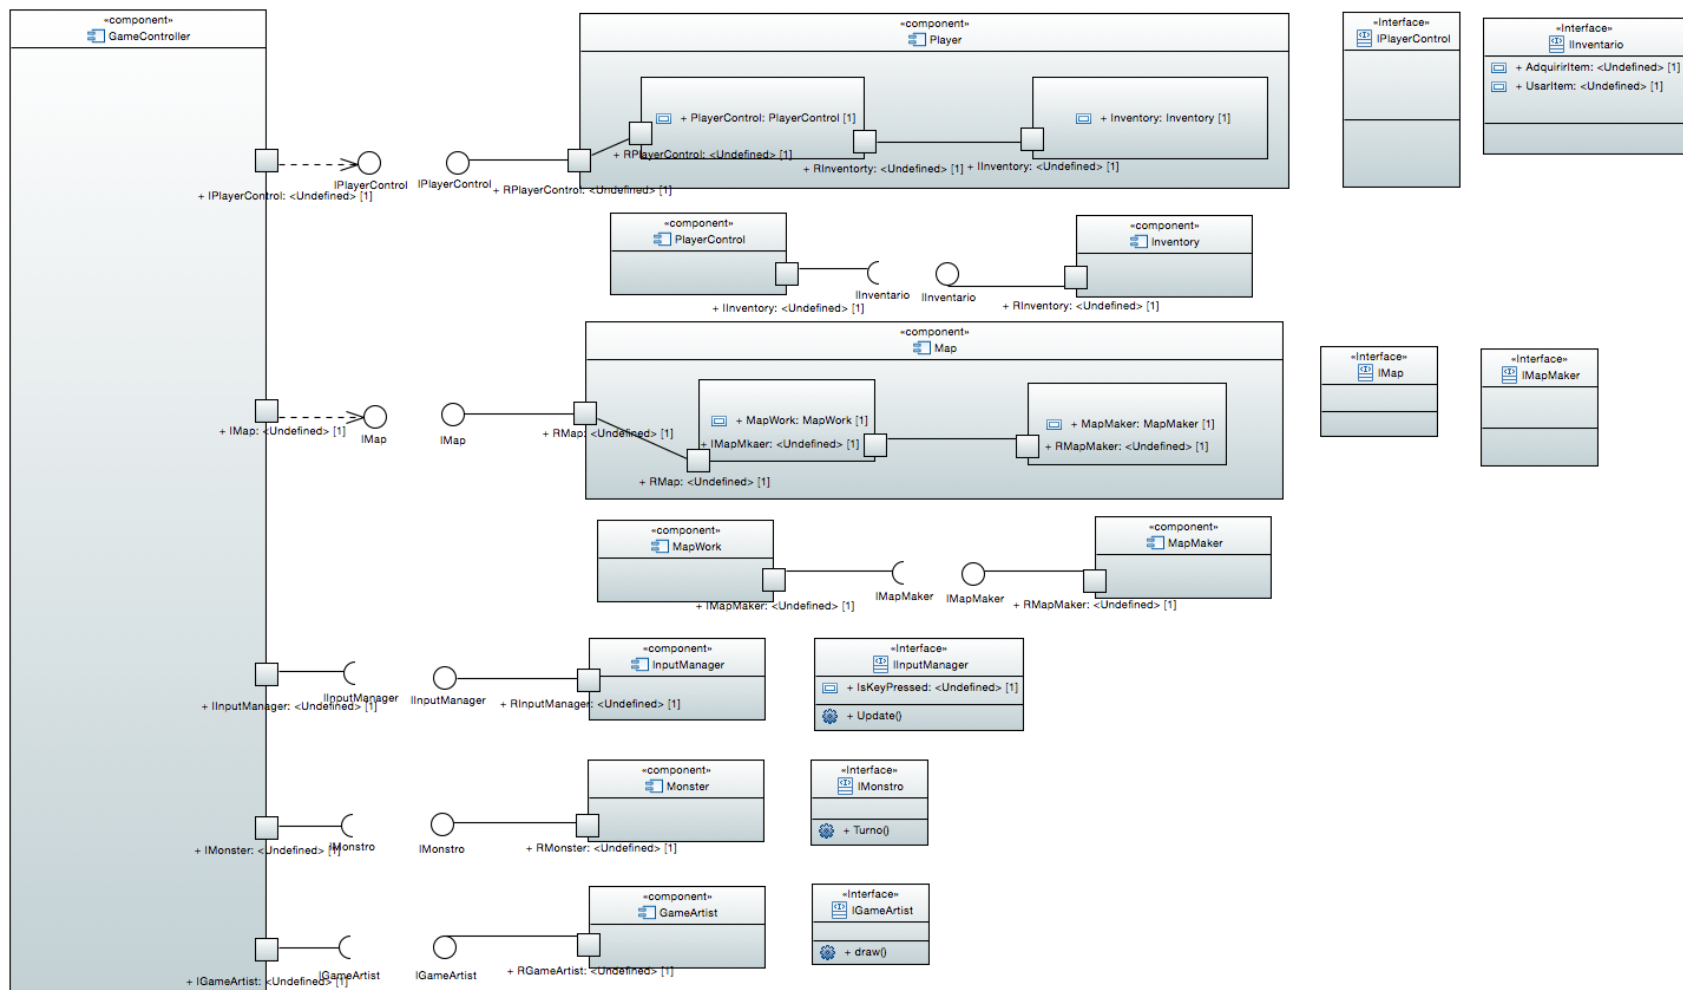 «component»
GameController
+ IPlayerControl: <Undefined> [1]
IPlayerControl
IPlayerControl
+ RPlayerControl: <Undefined> [1]
«component»
Player
+ PlayerControl: PlayerControl [1]
+ RPlayerControl: <Undefined> [1]
+ RInventorty: <Undefined> [1]
+ Inventory: Inventory [1]
+ IInventory: <Undefined> [1]
«Interface»
IPlayerControl
«Interface»
IInventario
+ AdquirirItem: <Undefined> [1]
+ UsarItem: <Undefined> [1]
«component»
PlayerControl
+ IInventory: <Undefined> [1]
IInventario
IInventario
«component»
Inventory
+ RInventory: <Undefined> [1]
+ IMap: <Undefined> [1]
IMap
IMap
+ RMap: <Undefined> [1]
«component»
Map
+ MapWork: MapWork [1]
+ IMapMkaer: <Undefined> [1]
+ RMap: <Undefined> [1]
+ MapMaker: MapMaker [1]
+ RMapMaker: <Undefined> [1]
«Interface»
IMap
«Interface»
IMapMaker
«component»
MapWork
+ IMapMaker: <Undefined> [1]
IMapMaker
IMapMaker
«component»
MapMaker
+ RMapMaker: <Undefined> [1]
+ IInputManager: <Undefined> [1]
IInputManager
IInputManager
«component»
InputManager
+ RInputManager: <Undefined> [1]
«Interface»
IInputManager
+ IsKeyPressed: <Undefined> [1]
+ Update()
+ IMonster: <Undefined> [1]
IMonstro
IMonstro
«component»
Monster
+ RMonster: <Undefined> [1]
«Interface»
IMonstro
+ Turno()
+ IGameArtist: <Undefined> [1]
IGameArtist
IGameArtist
«component»
GameArtist
+ RGameArtist: <Undefined> [1]
«Interface»
IGameArtist
+ draw()